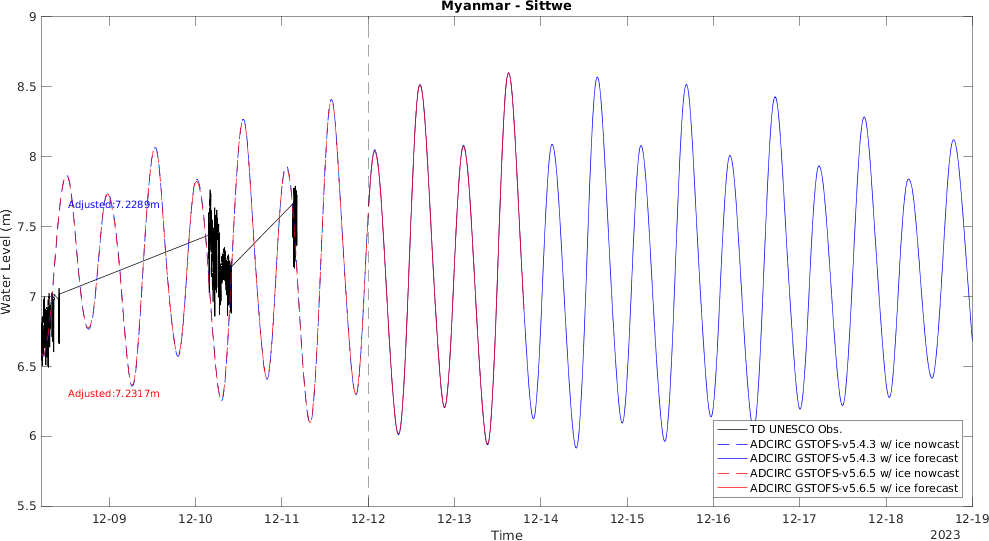 Myanmar - Sittwe
9
8.5
8
7.5
7
6.5
6
5.5
Water Level (m)
Adjusted:7.2289m
Adjusted:7.2317m
TD UNESCO Obs.
ADCIRC GSTOFS-v5.4.3 w/ ice nowcast
ADCIRC GSTOFS-v5.4.3 w/ ice forecast
ADCIRC GSTOFS-v5.6.5 w/ ice nowcast
ADCIRC GSTOFS-v5.6.5 w/ ice forecast
12-09 12-10 12-11 12-12 12-13 12-14 12-15 12-16 12-17 12-18 12-19
Time
2023